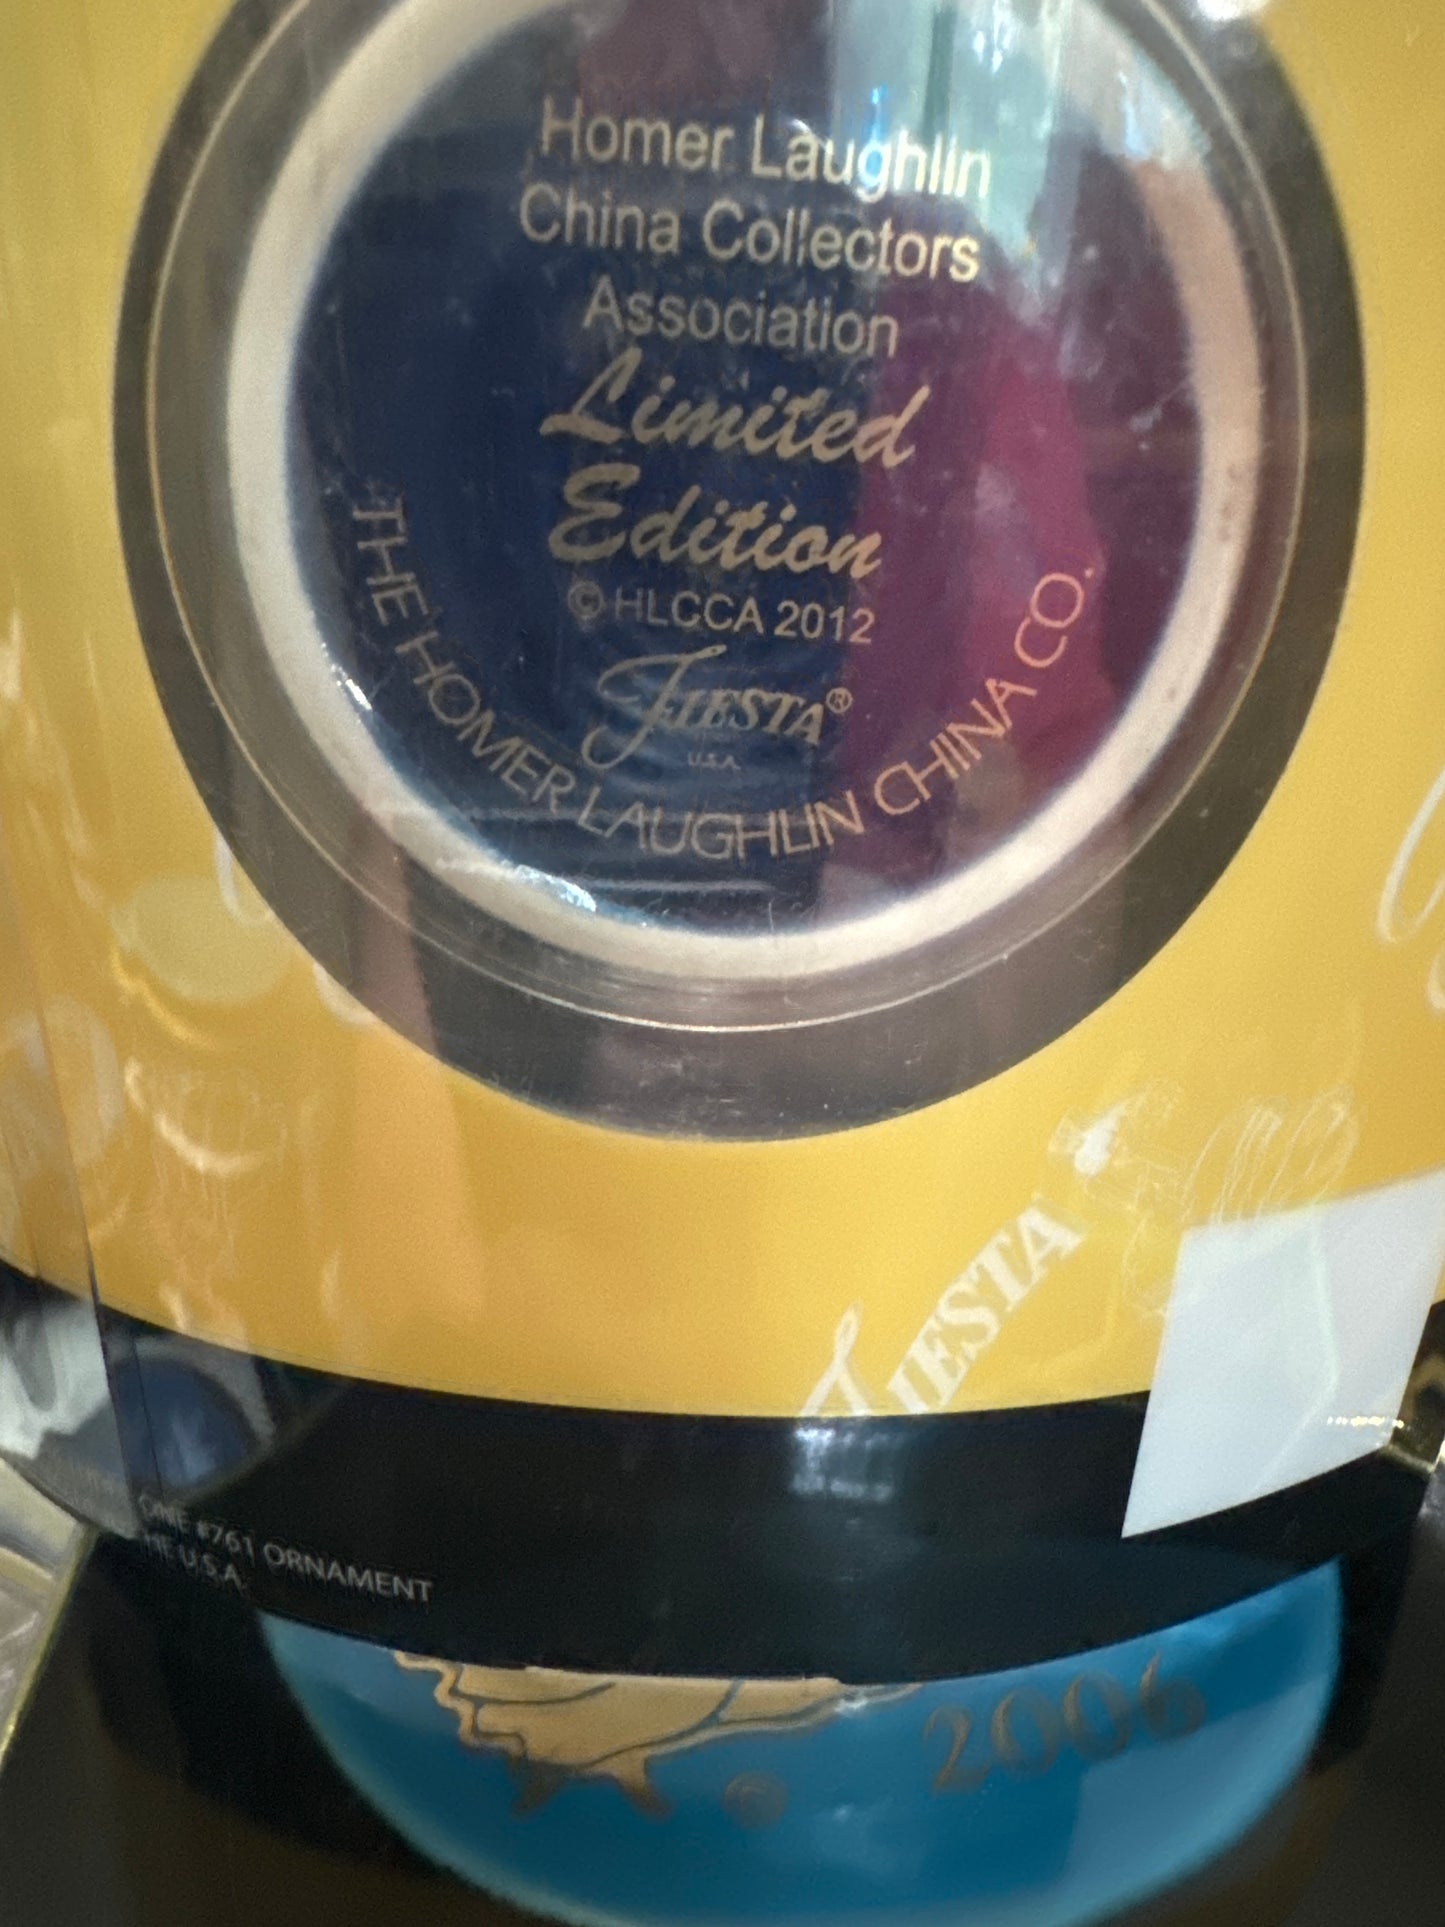 Homer Laughlin
China Collectors
Association
Limited
Edition
© HLCCA 2012
FIESTA®
U.S.A.
THE HOMER LAUGHLIN CHINA CO.
FIESTA
#761 ORNAMENT
U.S.A.
2006
©